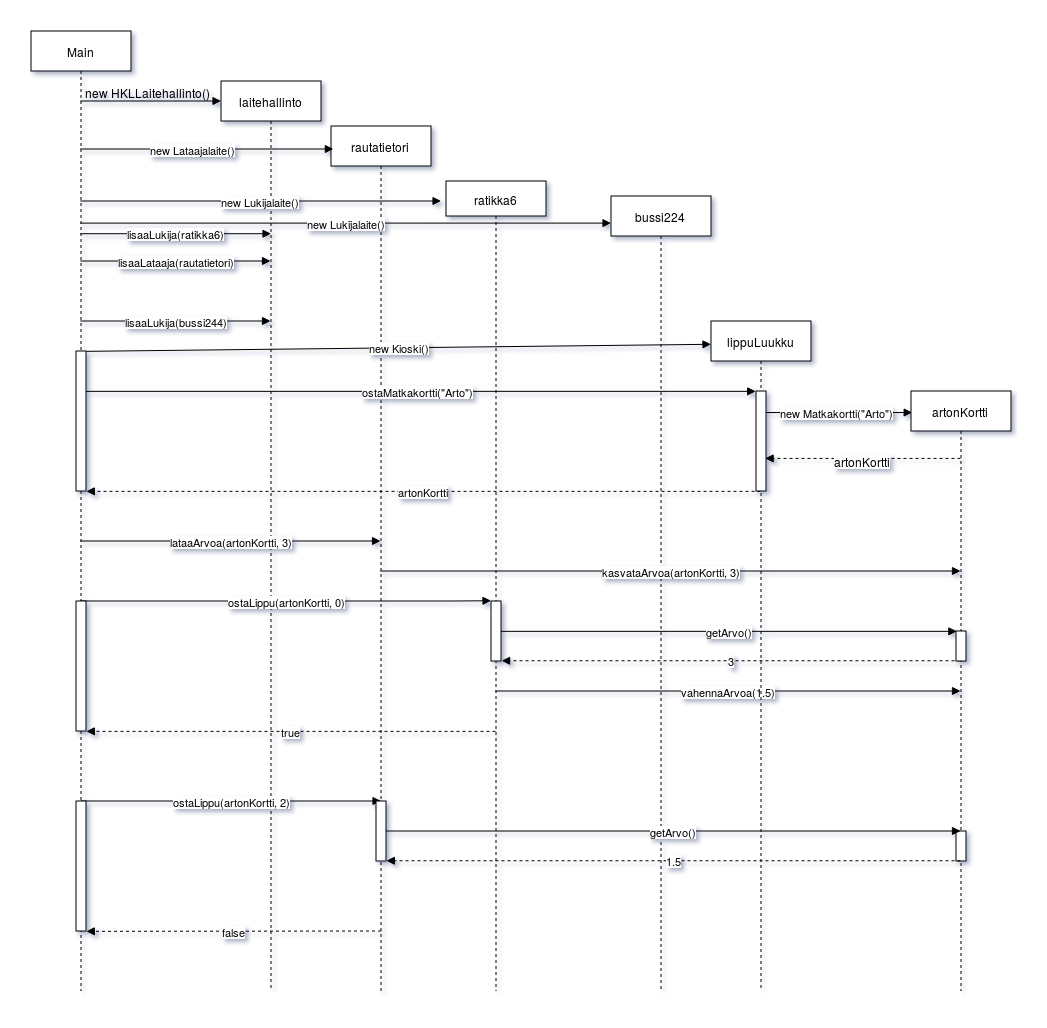 Main
new HKLLaitehallinto()
laitehallinto
new Lataajalaite()
rautatietori
new Lukijalaite()
ratikka6
new Lukijalaite()
bussi224
lisaaLukija(ratikka6)
lisaaLataaja(rautatietori)
lisaaLukija(bussi244)
new Kioski()
lippuLuukku
ostaMatkakortti("Arto")
new Matkakortti("Arto")
artonKortti
artonKortti
artonKortti
lataaArvoa(artonKortti, 3)
kasvataArvoa(artonKortti, 3)
ostaLippu(artonKortti, 0)
getArvo()
3
vahennaArvoa(1.5)
true
ostaLippu(artonKortti, 2)
getArvo()
1.5
false